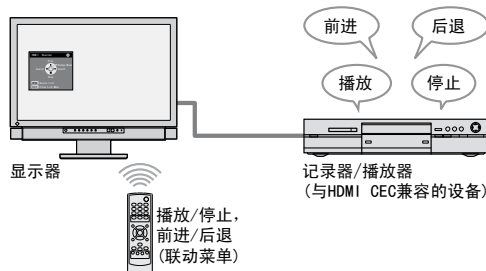 前进
后退
播放
停止
显示器
记录器/播放器
(与HDMI CEC兼容的设备)
播放/停止，
前进/后退
(联动菜单)